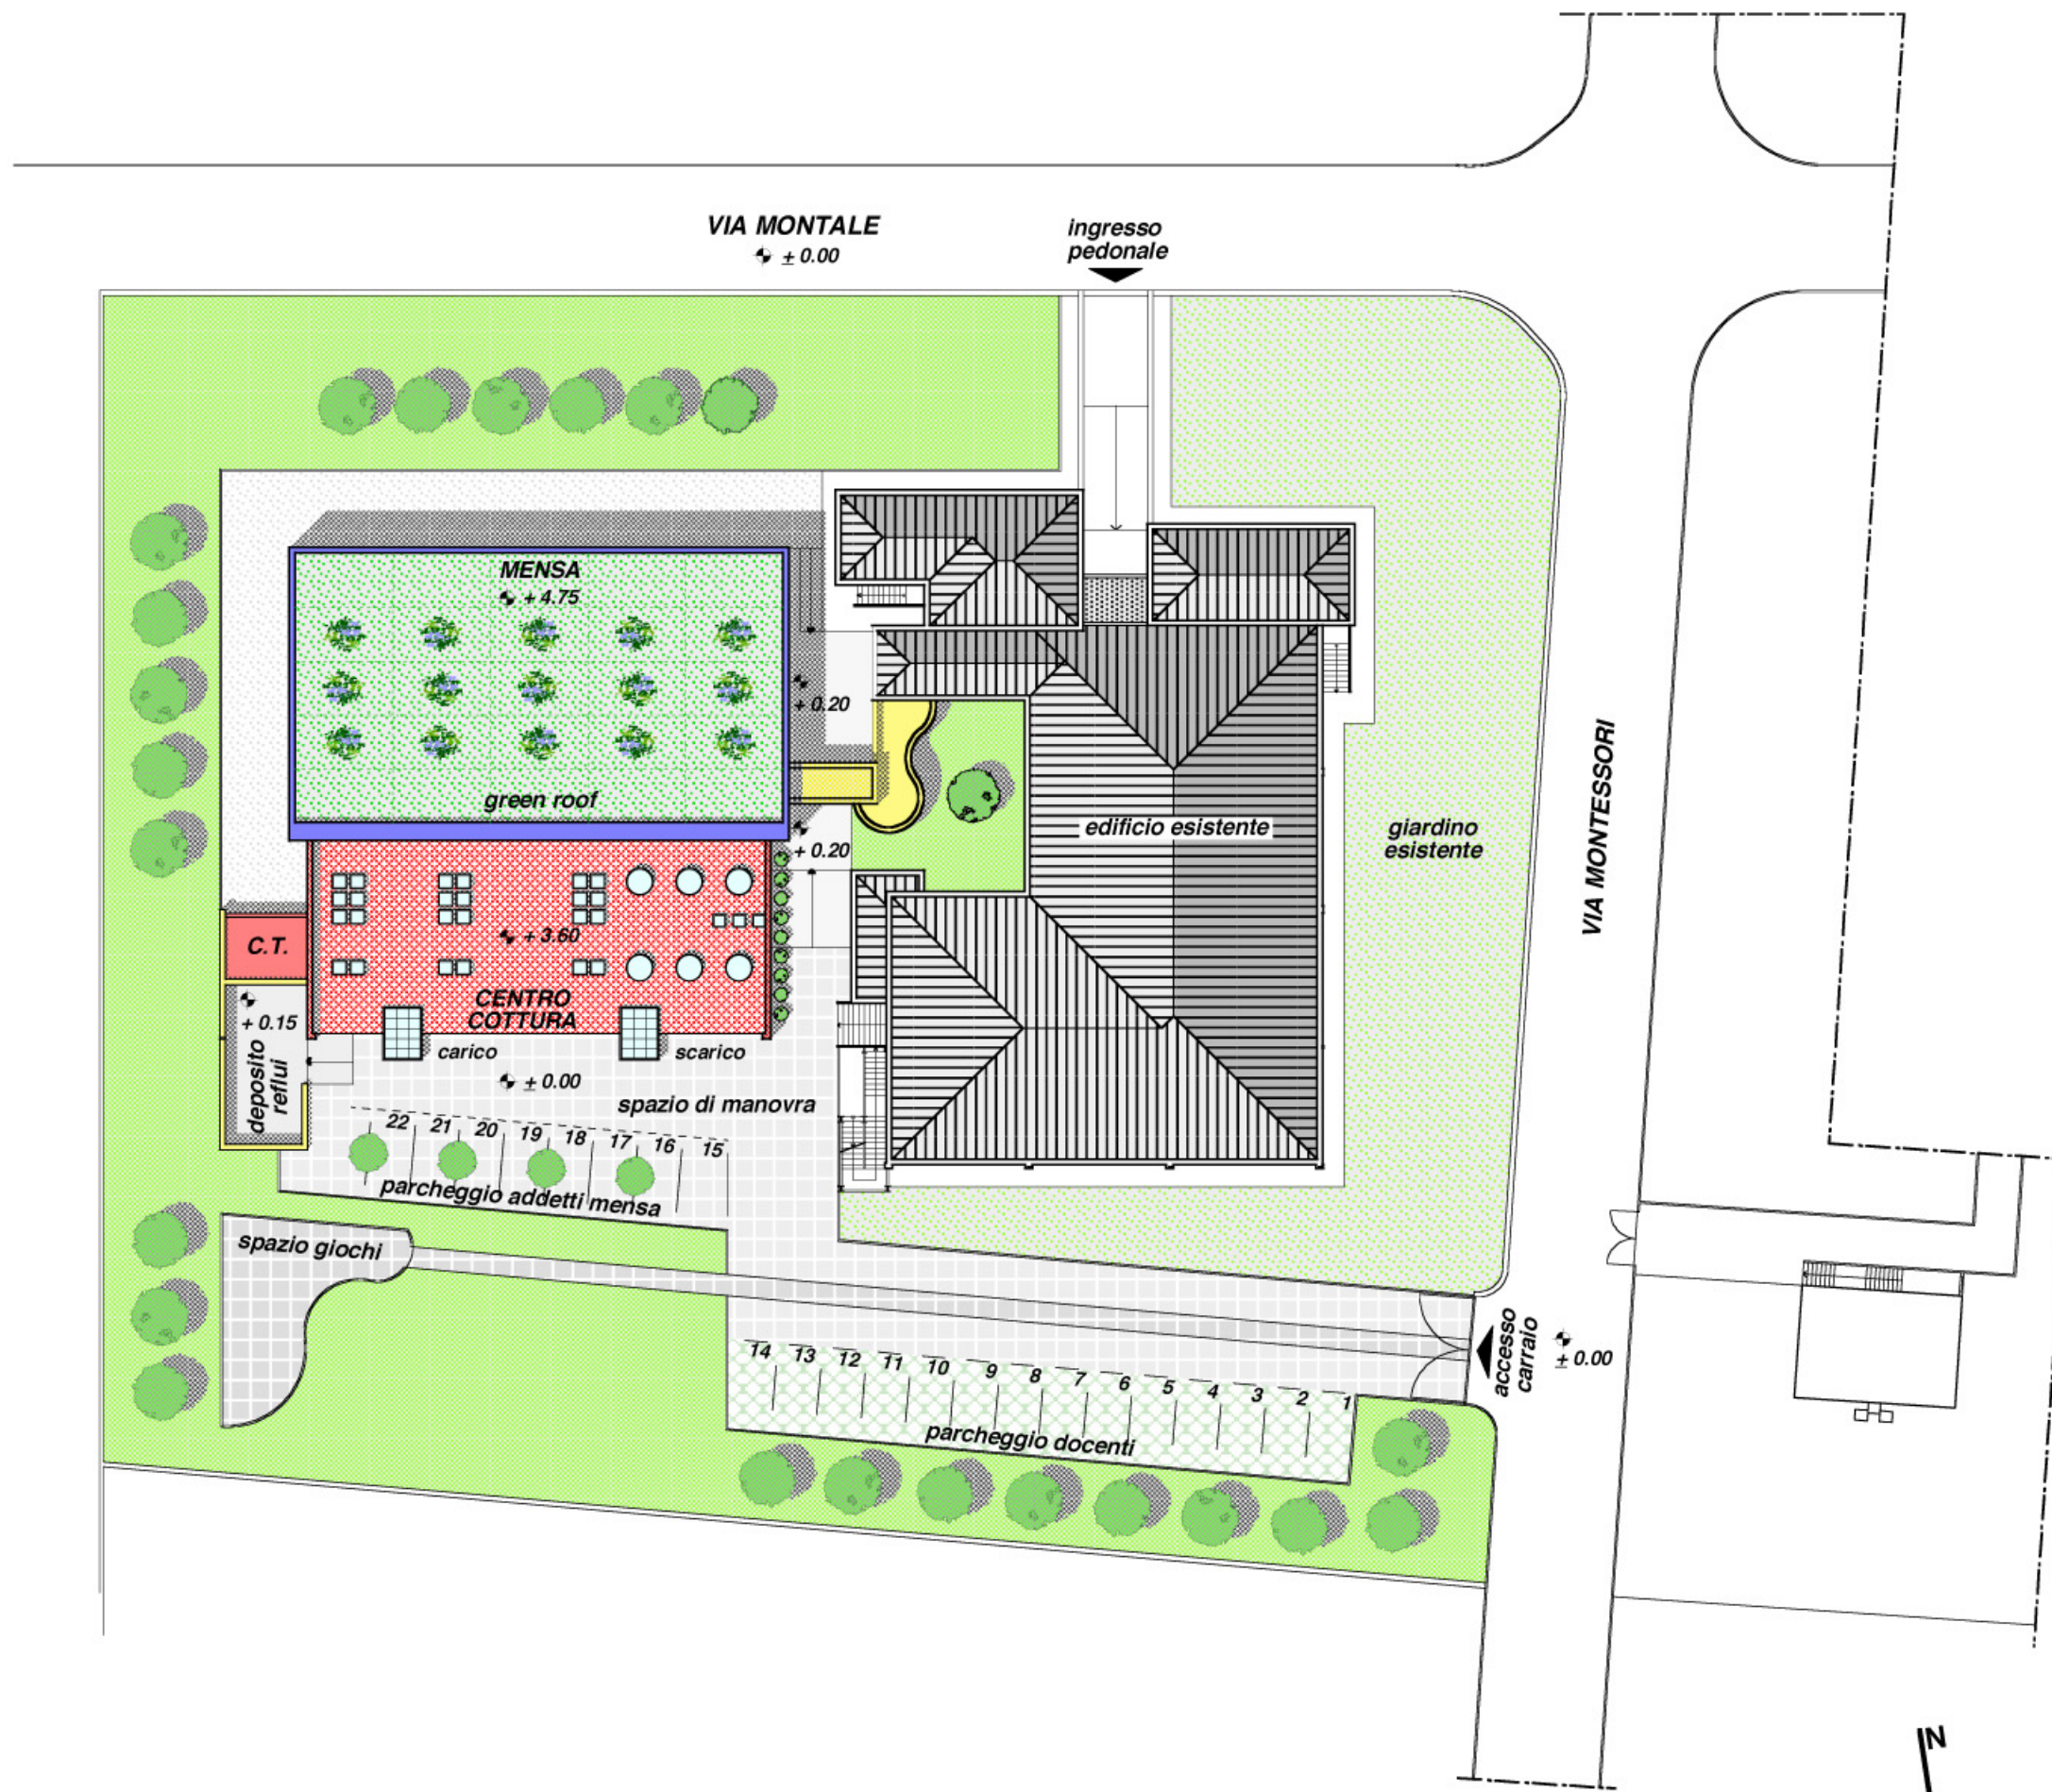 VIA MONTALE
± 0.00
ingresso
pedonale
MENSA
+ 4.75
+ 0.20
green roof
edificio esistente
giardino
esistente
VIA MONTESSORI
+ 0.20
C.T.
+ 3.60
CENTRO
COTTURA
+ 0.15
deposito
reflui
carico
scarico
± 0.00
spazio di manovra
22 21 20 19 18 17 16 15
parcheggio addetti mensa
spazio giochi
accesso
carraio
± 0.00
14 13 12 11 10 9 8 7 6 5 4 3 2 1
parcheggio docenti
N